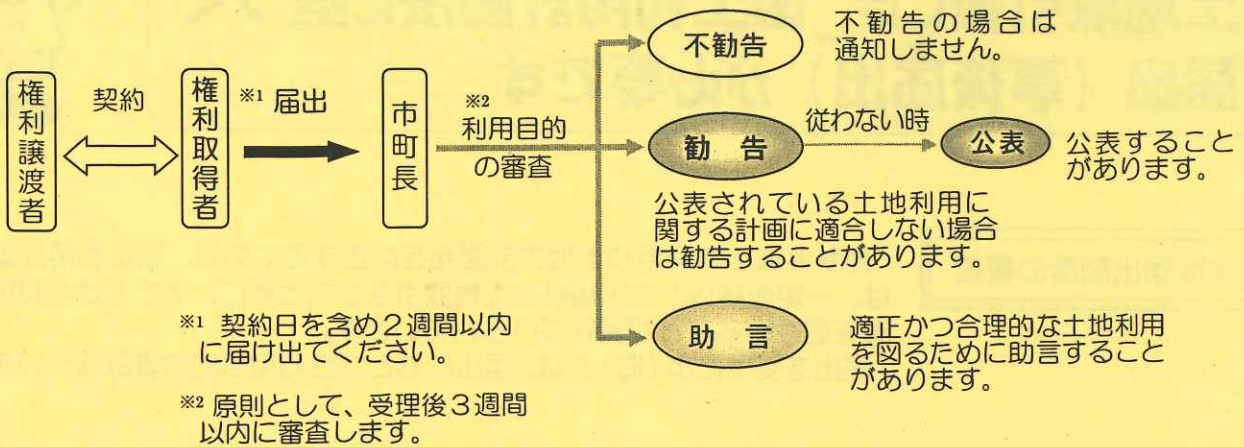 権利譲渡者
契約
権利取得者
※1 届出
市町長
※2
利用目的
の審査
不勧告
不勧告の場合は
通知しません。
勧 告
従わない時
公表
公表すること
があります。
公表されている土地利用に
関する計画に適合しない場合
は勧告することがあります。
助 言
適正かつ合理的な土地利用
を図るために助言すること
があります。
※1 契約日を含め2週間以内
に届け出てください。
※2 原則として、受理後3週間
以内に審査します。